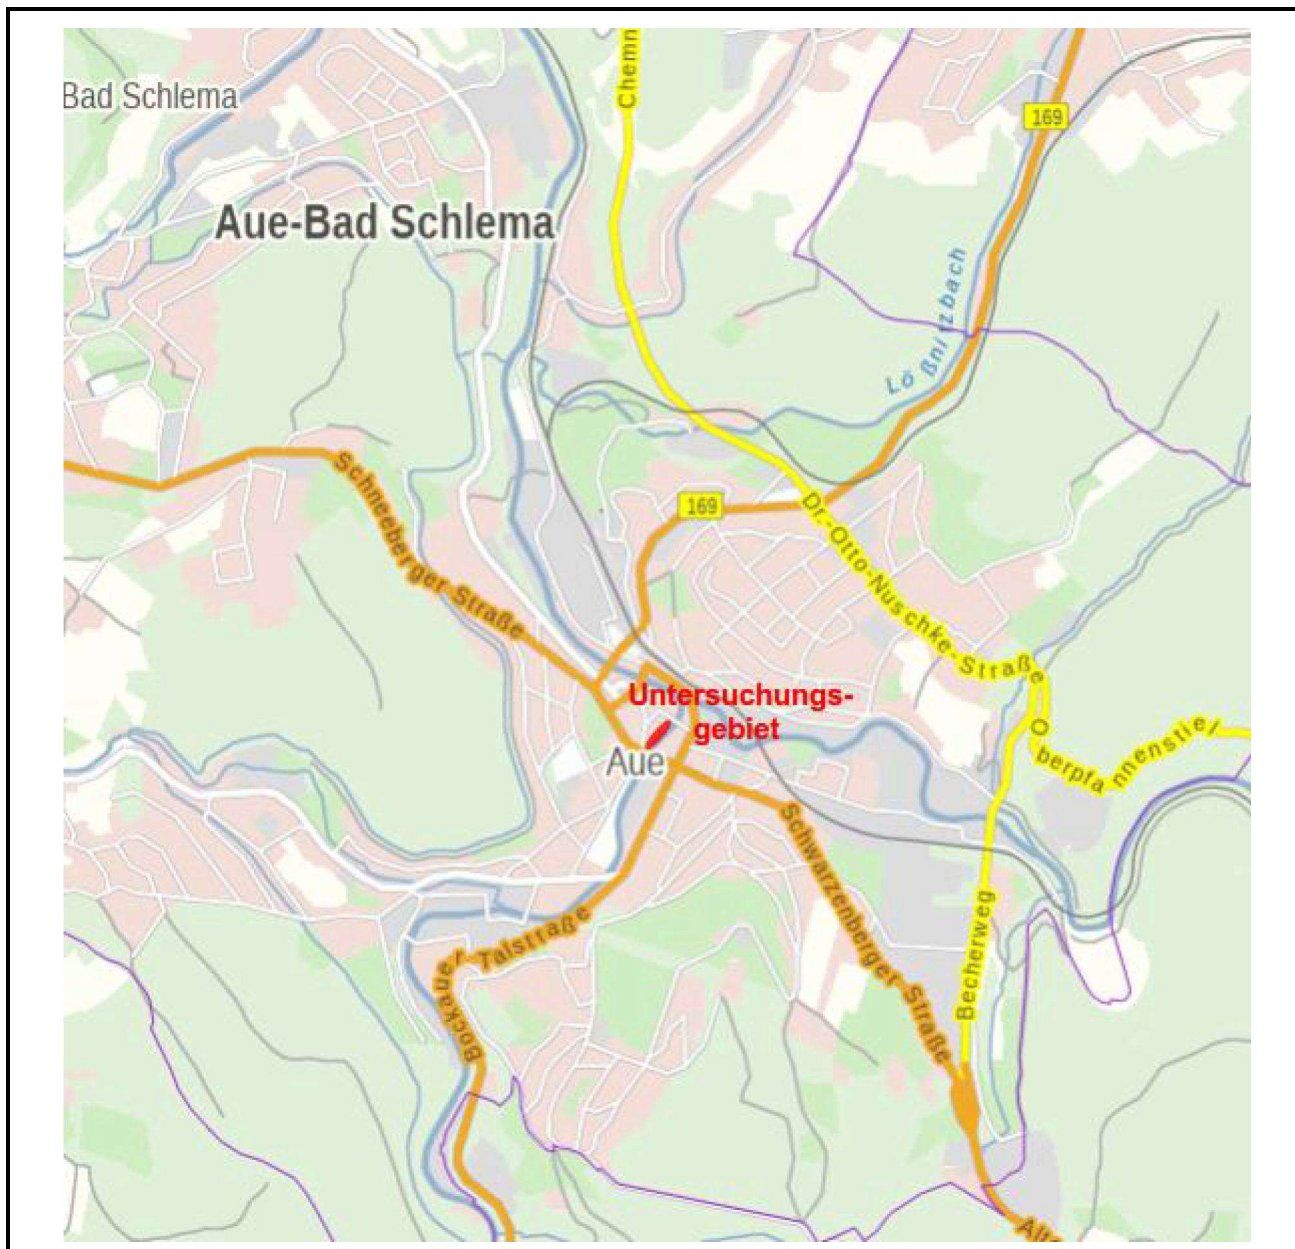 Chemn
169
Bad Schlema
Aue-Bad Schlema
Lößnitzbach
Schneeberger Straße
169
Dr.-Otto-Nuschke-Straße
Untersuchungs-
gebiet
Aue
Oberpfannenstiel
Schwarzenberger Straße
Becherweg
Bockauer Talstraße
Alte